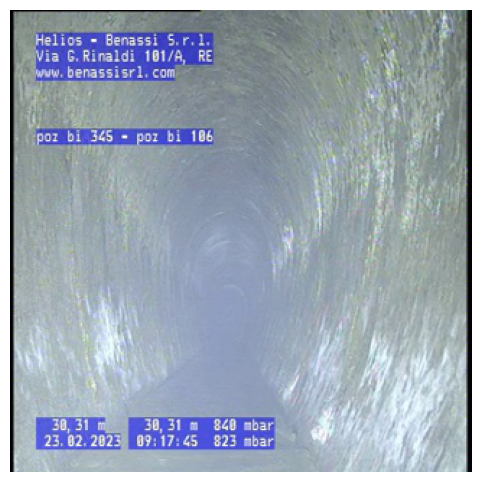 Helios - Benassi S.r.l.
Via G.Rinaldi 101/A, RE
www.benassisrl.com
poz bi 345 - poz bi 106
30,31 m 30,31 m 840 mbar
23.02.2023 09:17:45 823 mbar